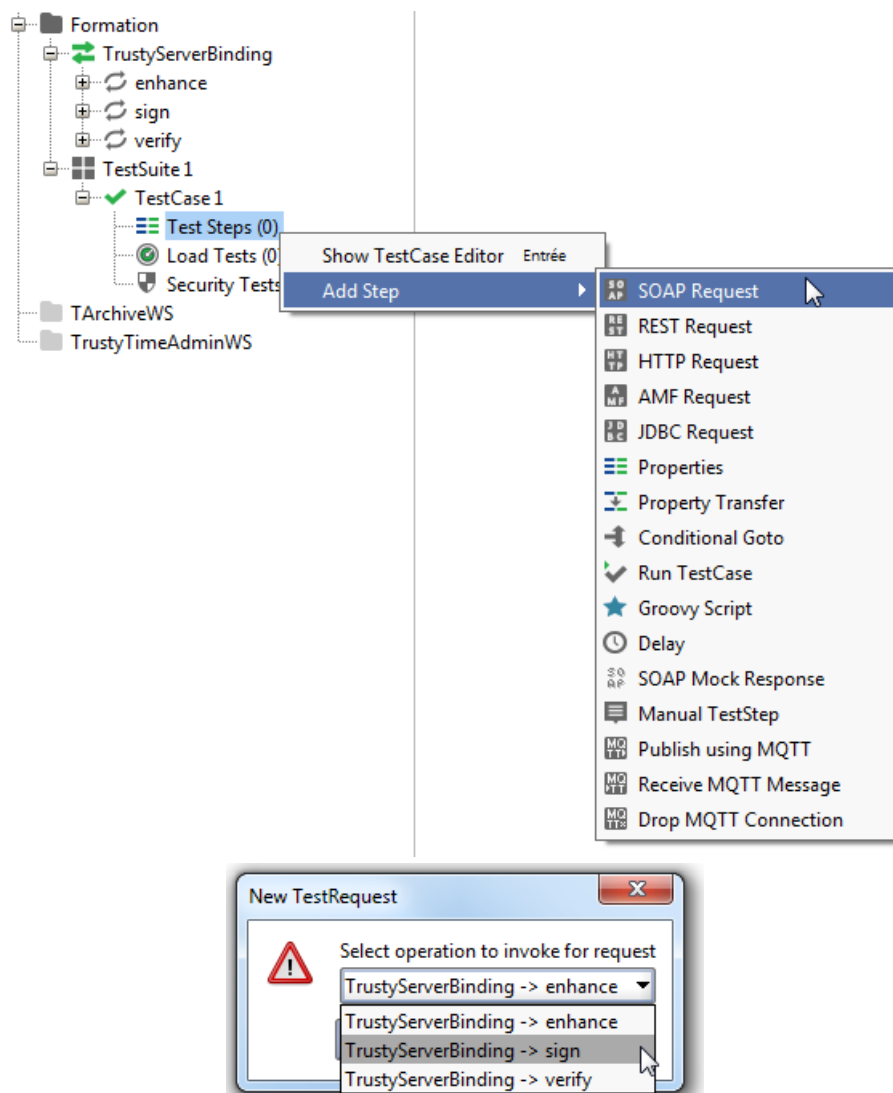 Formation
TrustyServerBinding
enhance
sign
verify
TestSuite 1
TestCase 1
Test Steps (0)
Load Tests (0
Security Tests
TArchiveWS
TrustyTimeAdminWS
Show TestCase Editor Entrée
Add Step
SOAP Request
REST Request
HTTP Request
AMF Request
JDBC Request
Properties
Property Transfer
Conditional Goto
Run TestCase
Groovy Script
Delay
SOAP Mock Response
Manual TestStep
Publish using MQTT
Receive MQTT Message
Drop MQTT Connection
New TestRequest
Select operation to invoke for request
TrustyServerBinding -> enhance
TrustyServerBinding -> enhance
TrustyServerBinding -> sign
TrustyServerBinding -> verify